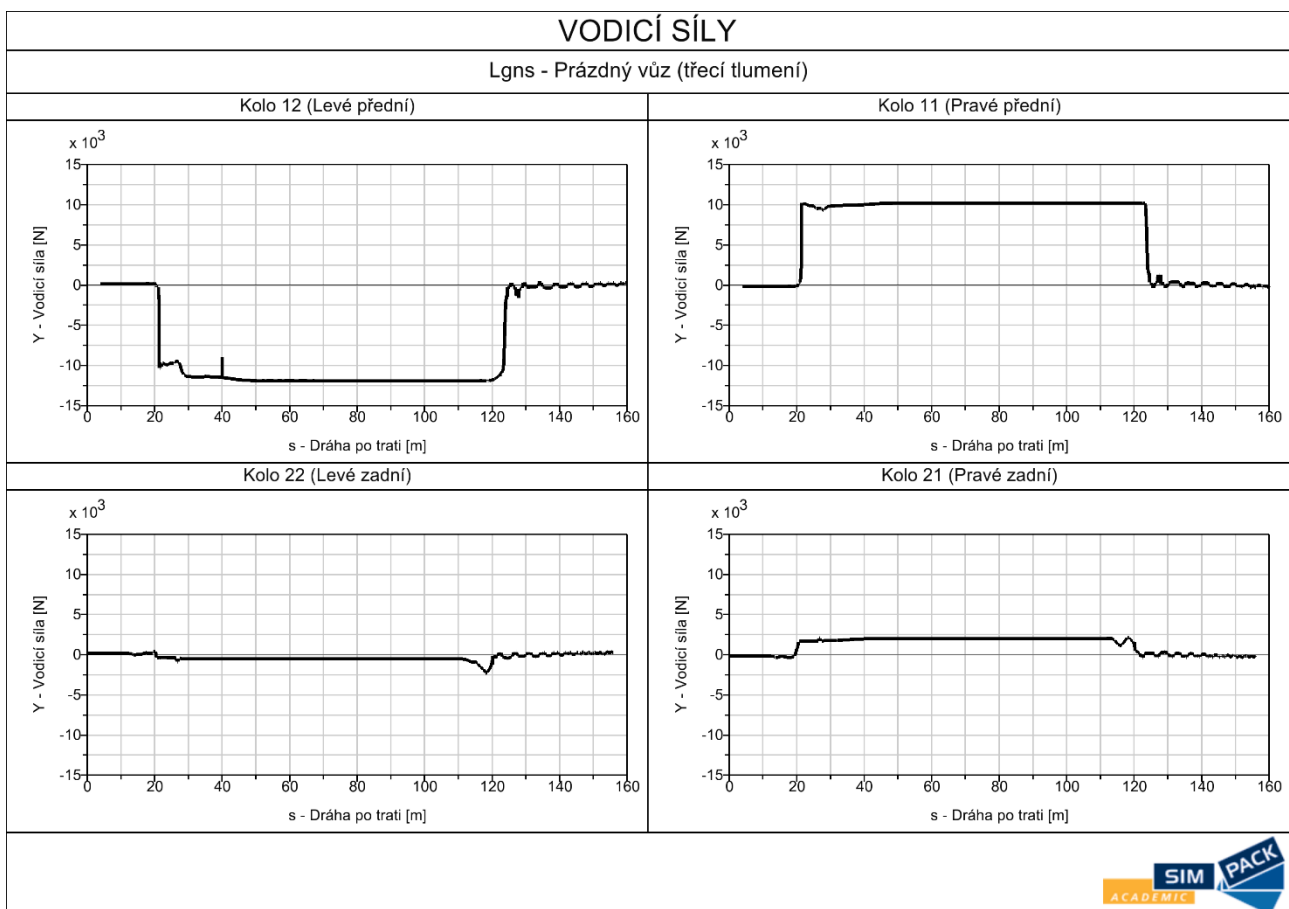 VODICÍ SÍLY
Lgns - Prázdný vůz (třecí tlumení)
Kolo 12 (Levé přední)
x 10³
Y - Vodicí síla [N]
15
10
5
0
-5
-10
-15
0 20 40 60 80 100 120 140 160
s - Dráha po trati [m]
Kolo 11 (Pravé přední)
x 10³
Y - Vodicí síla [N]
15
10
5
0
-5
-10
-15
0 20 40 60 80 100 120 140 160
s - Dráha po trati [m]
Kolo 22 (Levé zadní)
x 10³
Y - Vodicí síla [N]
15
10
5
0
-5
-10
-15
0 20 40 60 80 100 120 140 160
s - Dráha po trati [m]
Kolo 21 (Pravé zadní)
x 10³
Y - Vodicí síla [N]
15
10
5
0
-5
-10
-15
0 20 40 60 80 100 120 140 160
s - Dráha po trati [m]
SIM PACK
ACADEMIC